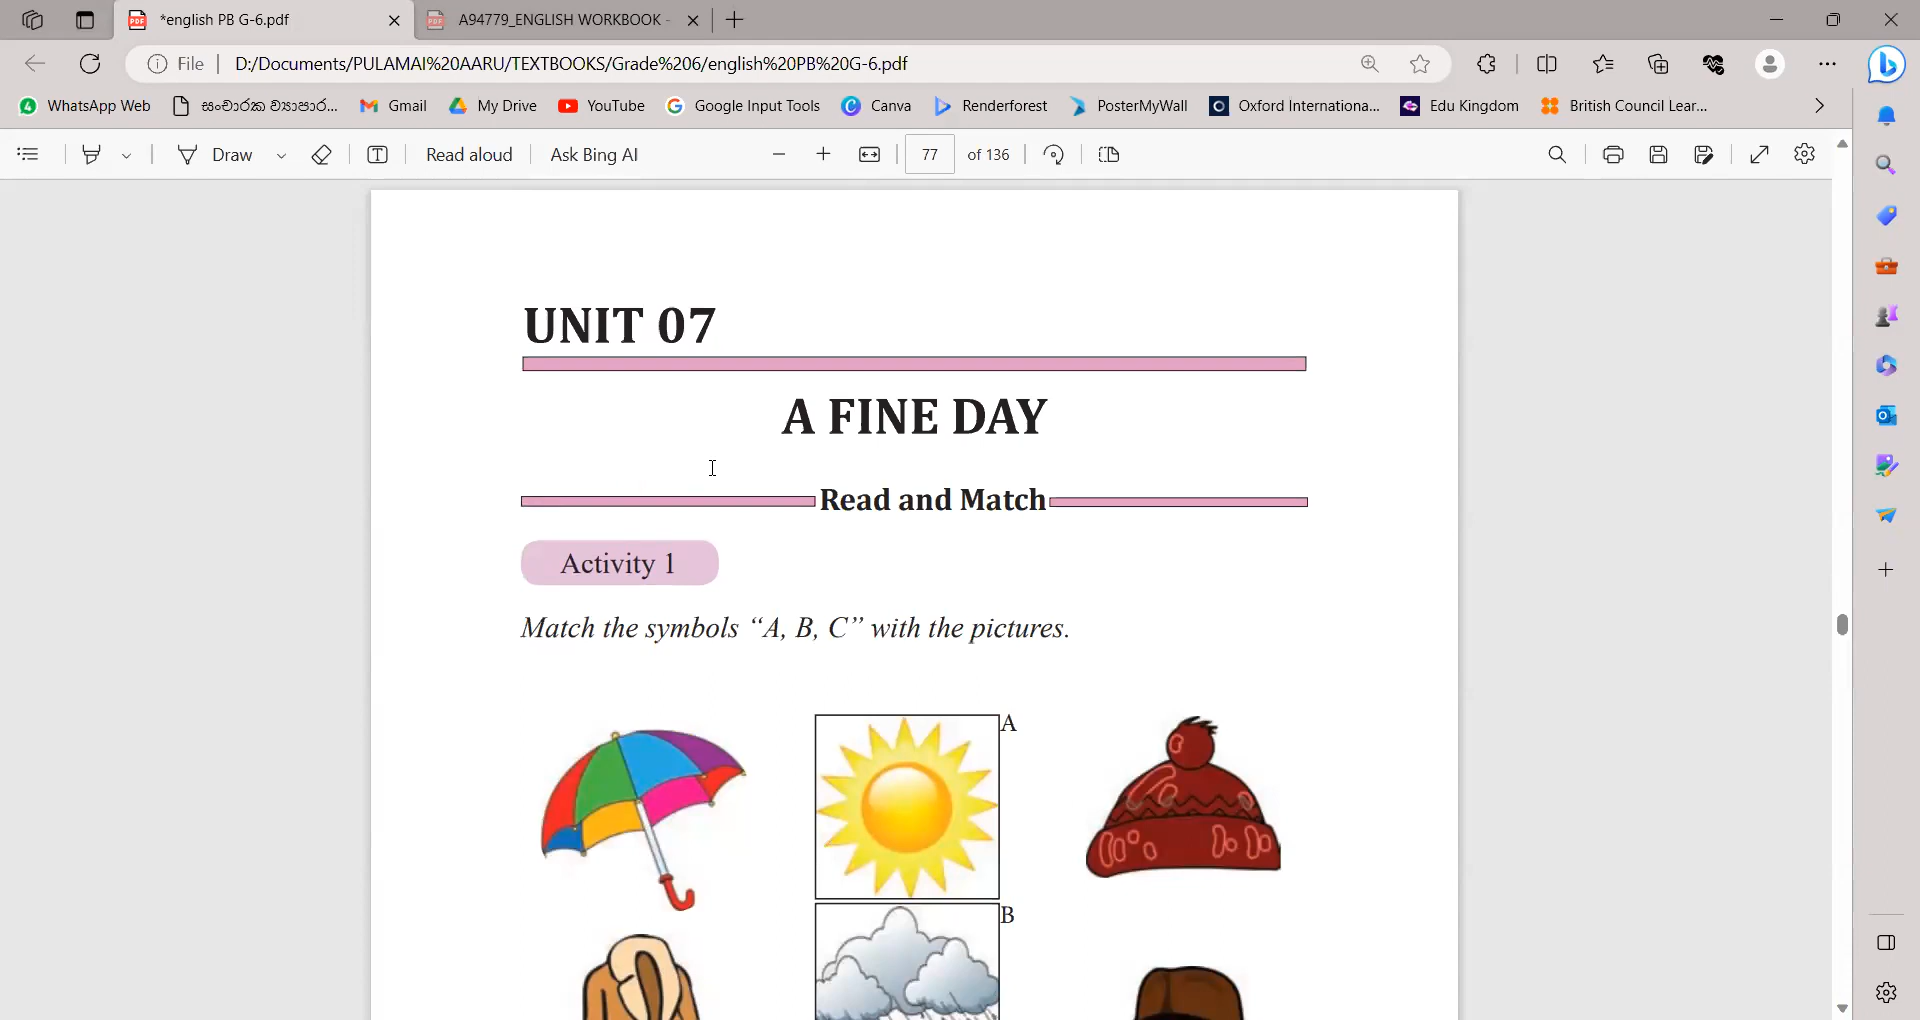 *english PB G-6.pdf
A94779_ENGLISH WORKBOOK -
File
D:/Documents/PULAMAI%20AARU/TEXTBOOKS/Grade%206/english%20PB%20G-6.pdf
WhatsApp Web
සංචාරක ව්‍යාපාර...
Gmail
My Drive
YouTube
Google Input Tools
Canva
Renderforest
PosterMyWall
Oxford Internationa...
Edu Kingdom
British Council Lear...
Draw
Read aloud
Ask Bing AI
77
of 136
UNIT 07
A FINE DAY
Read and Match
Activity 1
Match the symbols “A, B, C” with the pictures.
A
B